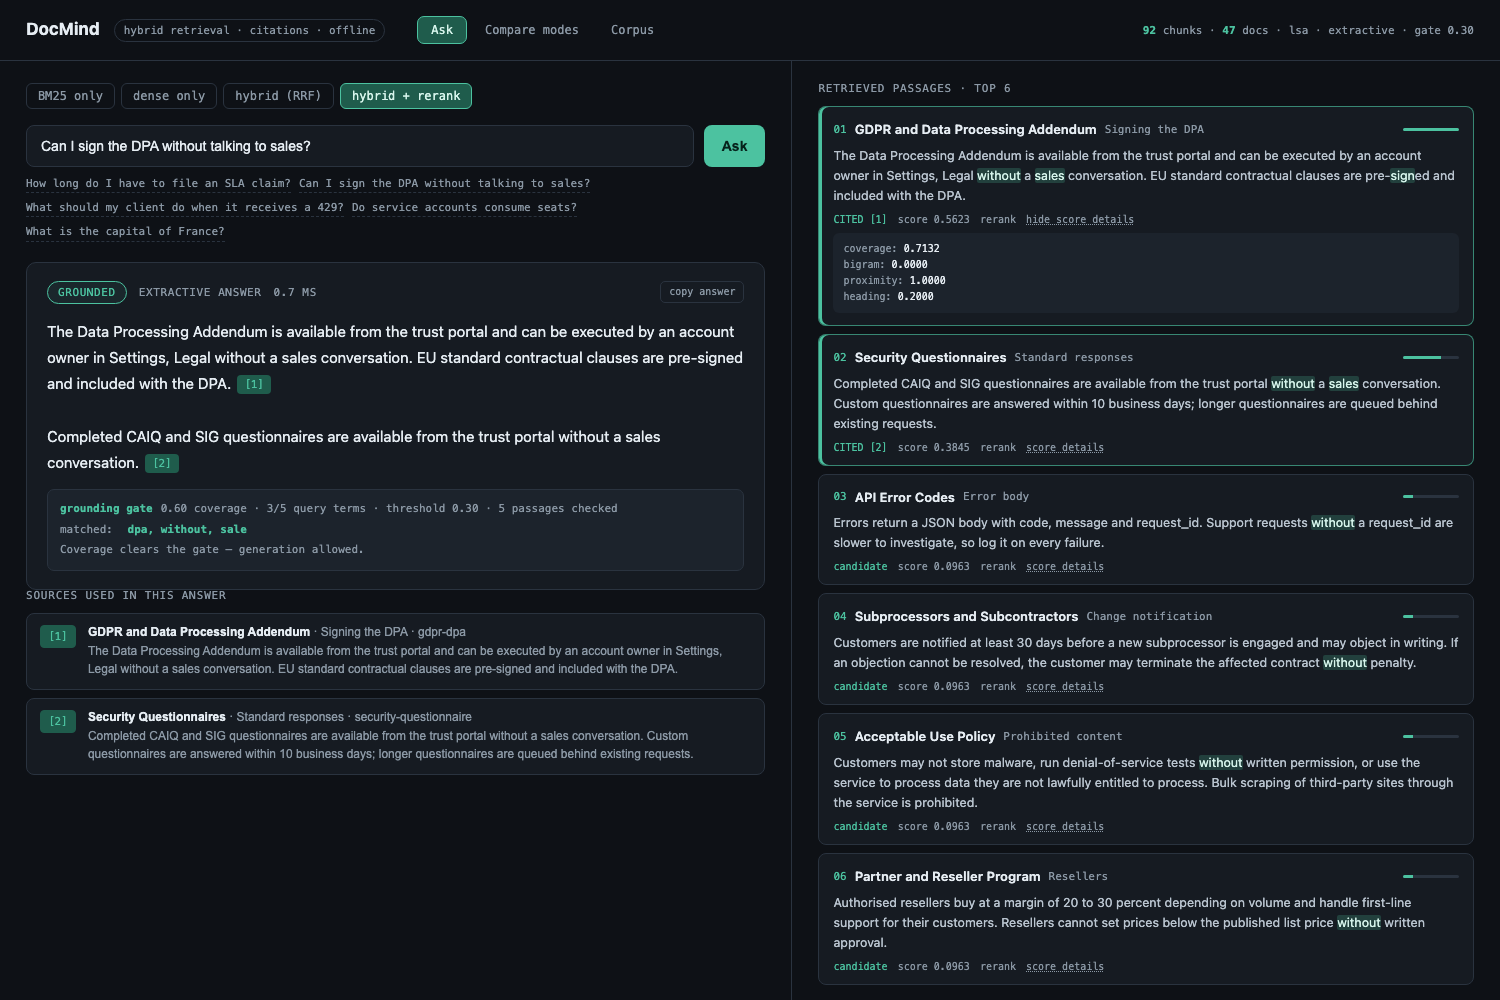 DocMind
hybrid retrieval · citations · offline
Ask
Compare modes
Corpus
92 chunks · 47 docs · lsa · extractive · gate 0.30
BM25 only
dense only
hybrid (RRF)
hybrid + rerank
Can I sign the DPA without talking to sales?
Ask
How long do I have to file an SLA claim? Can I sign the DPA without talking to sales?
What should my client do when it receives a 429? Do service accounts consume seats?
What is the capital of France?
GROUNDED EXTRACTIVE ANSWER 0.7 MS
copy answer
The Data Processing Addendum is available from the trust portal and can be executed by an account
owner in Settings, Legal without a sales conversation. EU standard contractual clauses are pre-signed
and included with the DPA. [1]
Completed CAIQ and SIG questionnaires are available from the trust portal without a sales
conversation. [2]
grounding gate 0.60 coverage · 3/5 query terms · threshold 0.30 · 5 passages checked
matched: dpa, without, sale
Coverage clears the gate — generation allowed.
SOURCES USED IN THIS ANSWER
[1] GDPR and Data Processing Addendum · Signing the DPA · gdpr-dpa
The Data Processing Addendum is available from the trust portal and can be executed by an account owner in Settings,
Legal without a sales conversation. EU standard contractual clauses are pre-signed and included with the DPA.
[2] Security Questionnaires · Standard responses · security-questionnaire
Completed CAIQ and SIG questionnaires are available from the trust portal without a sales conversation. Custom
questionnaires are answered within 10 business days; longer questionnaires are queued behind existing requests.
RETRIEVED PASSAGES · TOP 6
01 GDPR and Data Processing Addendum Signing the DPA
The Data Processing Addendum is available from the trust portal and can be executed by an account
owner in Settings, Legal without a sales conversation. EU standard contractual clauses are pre-signed and
included with the DPA.
CITED [1] score 0.5623 rerank hide score details
coverage: 0.7132
bigram: 0.0000
proximity: 1.0000
heading: 0.2000
02 Security Questionnaires Standard responses
Completed CAIQ and SIG questionnaires are available from the trust portal without a sales conversation.
Custom questionnaires are answered within 10 business days; longer questionnaires are queued behind
existing requests.
CITED [2] score 0.3845 rerank score details
03 API Error Codes Error body
Errors return a JSON body with code, message and request_id. Support requests without a request_id are
slower to investigate, so log it on every failure.
candidate score 0.0963 rerank score details
04 Subprocessors and Subcontractors Change notification
Customers are notified at least 30 days before a new subprocessor is engaged and may object in writing. If
an objection cannot be resolved, the customer may terminate the affected contract without penalty.
candidate score 0.0963 rerank score details
05 Acceptable Use Policy Prohibited content
Customers may not store malware, run denial-of-service tests without written permission, or use the
service to process data they are not lawfully entitled to process. Bulk scraping of third-party sites through
the service is prohibited.
candidate score 0.0963 rerank score details
06 Partner and Reseller Program Resellers
Authorised resellers buy at a margin of 20 to 30 percent depending on volume and handle first-line
support for their customers. Resellers cannot set prices below the published list price without written
approval.
candidate score 0.0963 rerank score details